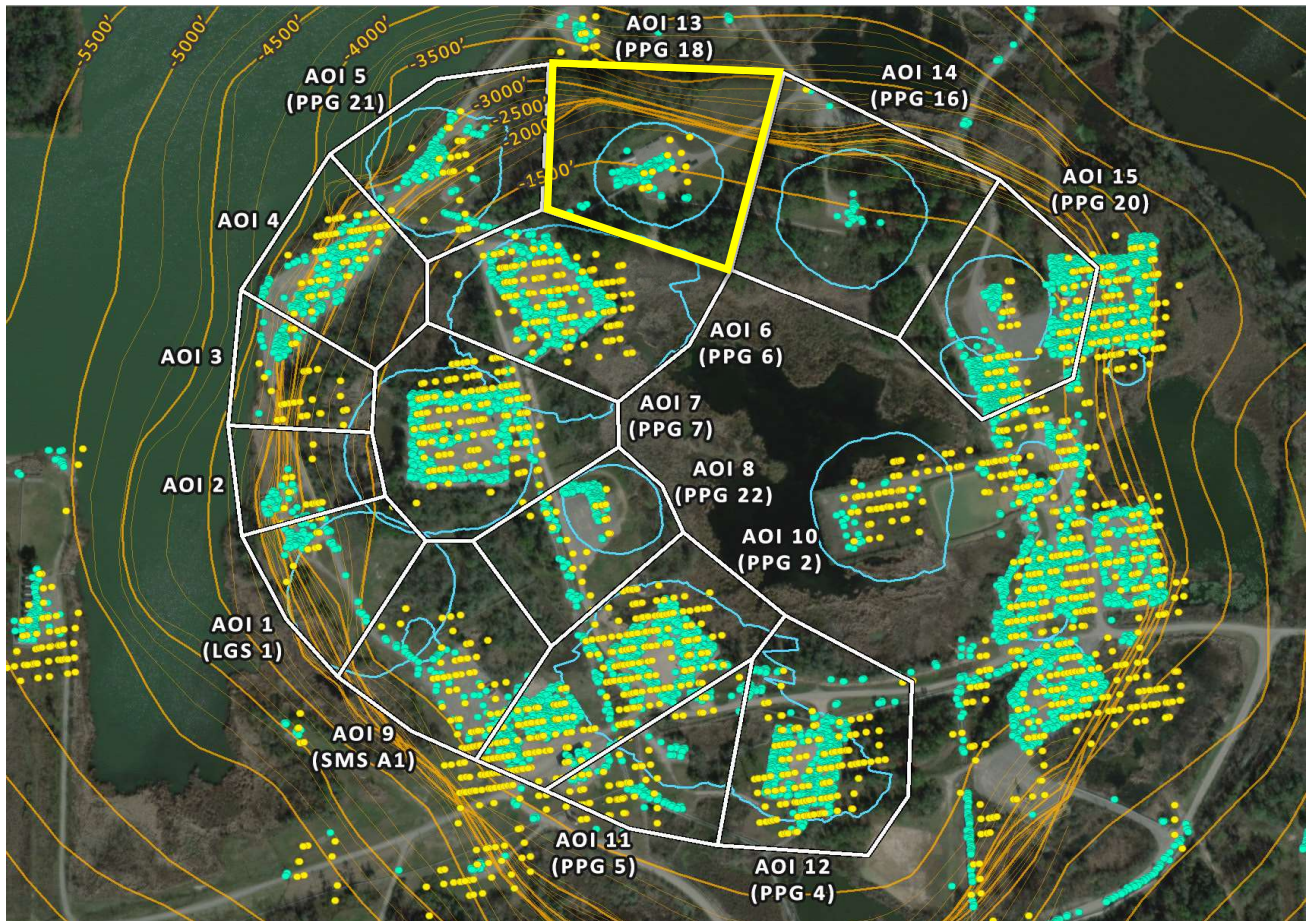 -5500'
-5000'
-4500'
-4000'
-3500'
-3000'
-2500'
-2000'
-1500'
AOI 13
(PPG 18)
AOI 14
(PPG 16)
AOI 5
(PPG 21)
AOI 15
(PPG 20)
AOI 4
AOI 3
AOI 6
(PPG 6)
AOI 7
(PPG 7)
AOI 8
(PPG 22)
AOI 2
AOI 10
(PPG 2)
AOI 1
(LGS 1)
AOI 9
(SMS A1)
AOI 11
(PPG 5)
AOI 12
(PPG 4)